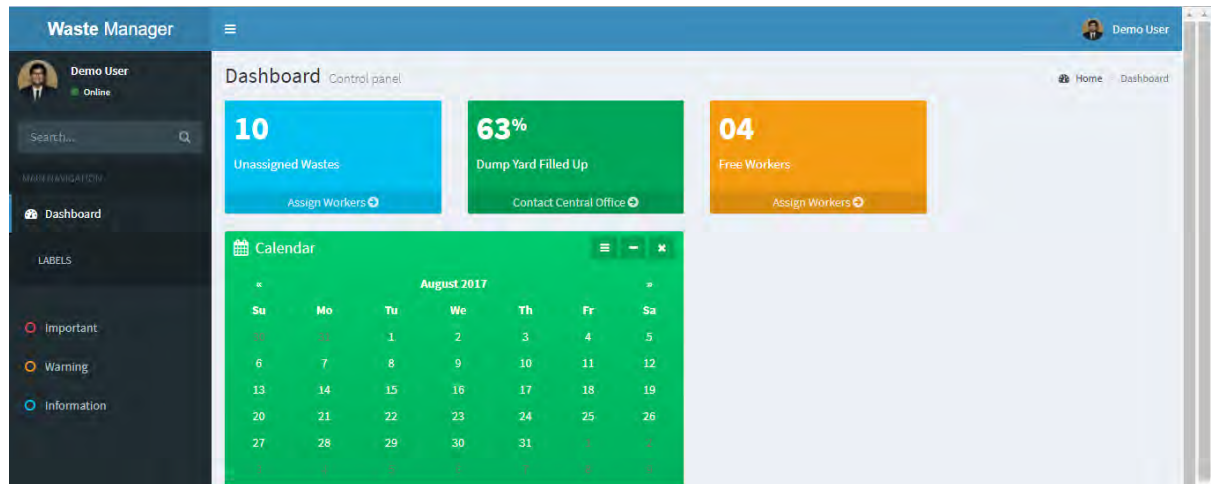 Waste Manager
Demo User
Demo User
Online
Search...
MAIN NAVIGATION
Dashboard
LABELS
Important
Warning
Information
Dashboard Control panel
Home Dashboard
10
Unassigned Wastes
Assign Workers
63%
Dump Yard Filled Up
Contact Central Office
04
Free Workers
Assign Workers
Calendar
« August 2017 »
Su Mo Tu We Th Fr Sa
1 2 3 4 5
6 7 8 9 10 11 12
13 14 15 16 17 18 19
20 21 22 23 24 25 26
27 28 29 30 31